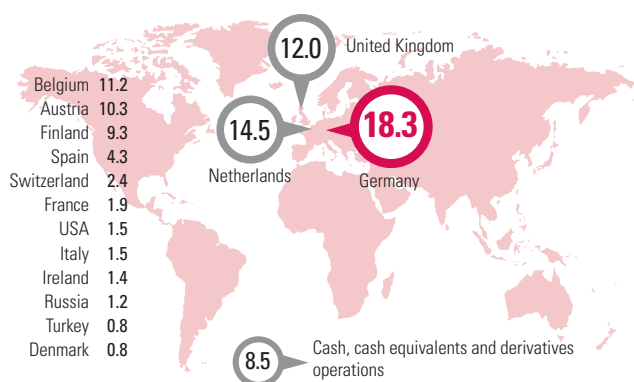 12.0 United Kingdom
Belgium 11.2
Austria 10.3
Finland 9.3
Spain 4.3
Switzerland 2.4
France 1.9
USA 1.5
Italy 1.5
Ireland 1.4
Russia 1.2
Turkey 0.8
Denmark 0.8
14.5
Netherlands
18.3
Germany
8.5
Cash, cash equivalents and derivatives
operations